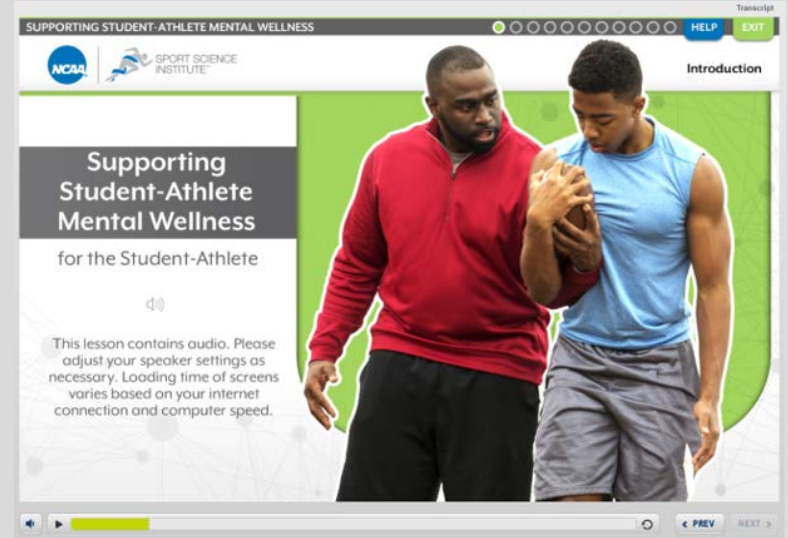 Transcript
SUPPORTING STUDENT-ATHLETE MENTAL WELLNESS
HELP
EXIT
NCAA
SPORT SCIENCE
INSTITUTE™
Introduction
Supporting
Student-Athlete
Mental Wellness
for the Student-Athlete
This lesson contains audio. Please
adjust your speaker settings as
necessary. Loading time of screens
varies based on your internet
connection and computer speed.
< PREV
NEXT >